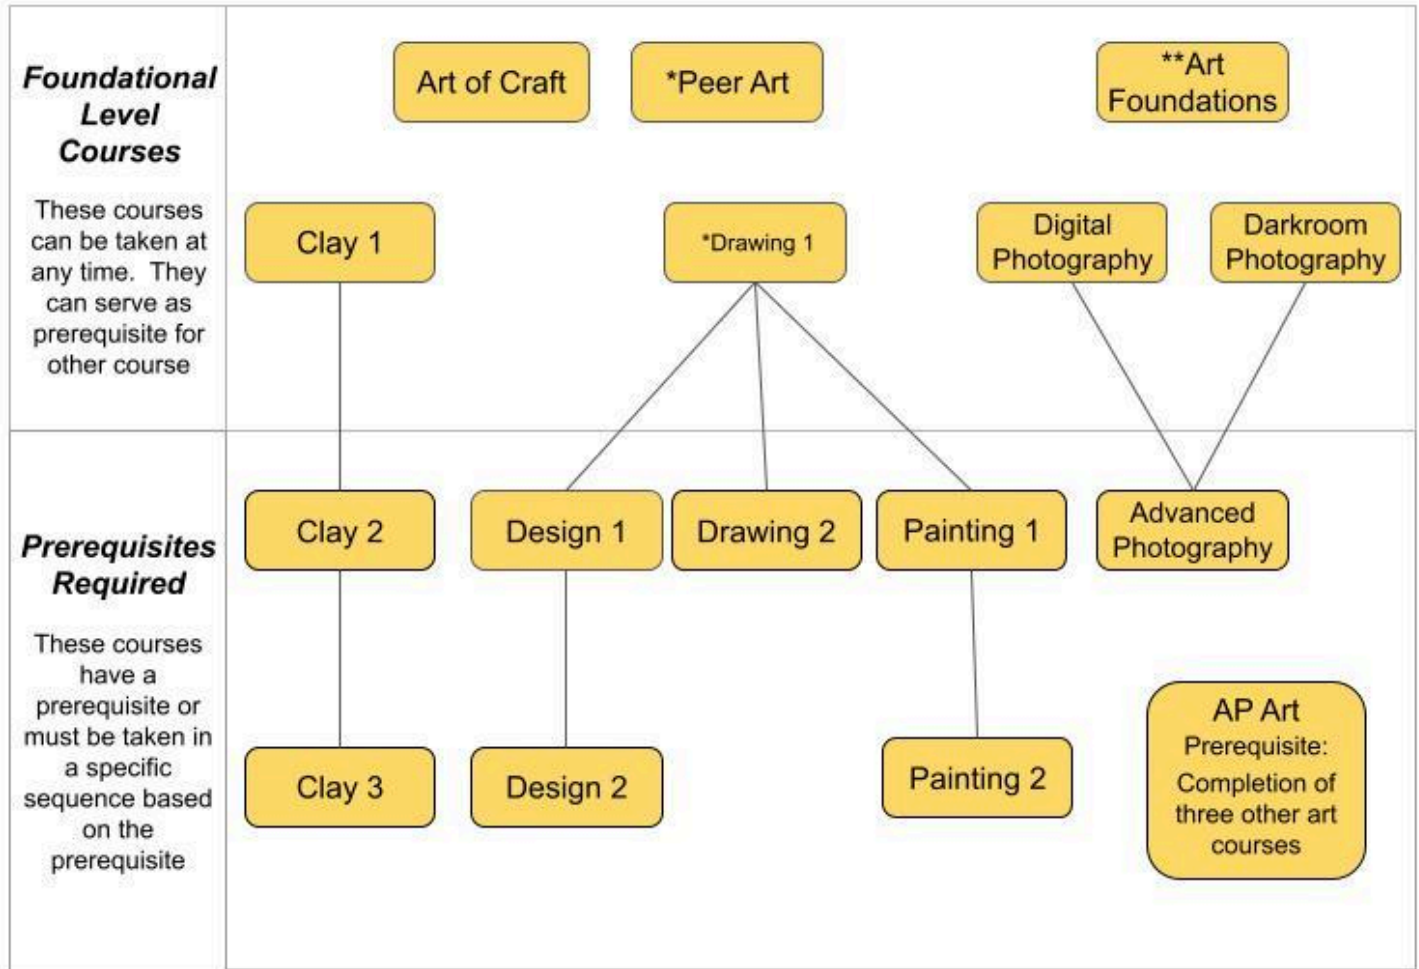 Foundational
Level
Courses
These courses
can be taken at
any time.  They
can serve as
prerequisite for
other course
Art of Craft
*Peer Art
**Art
Foundations
Clay 1
*Drawing 1
Digital
Photography
Darkroom
Photography
Prerequisites
Required
These courses
have a
prerequisite or
must be taken in
a specific
sequence based
on the
prerequisite
Clay 2
Design 1
Drawing 2
Painting 1
Advanced
Photography
Clay 3
Design 2
Painting 2
AP Art
Prerequisite:
Completion of
three other art
courses